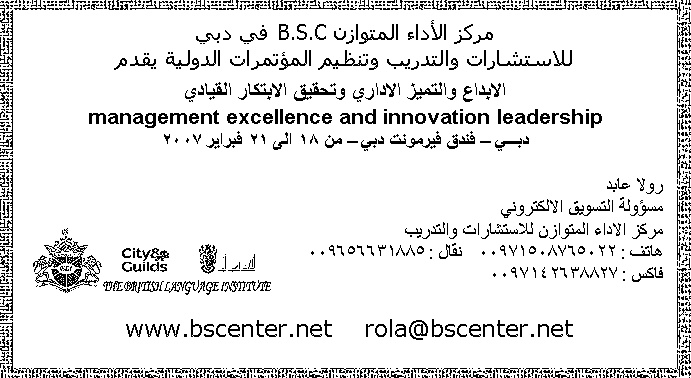 مركز الأداء المتوازن B.S.C في دبي
للاستشارات والتدريب وتنظيم المؤتمرات الدولية يقدم
الابداع والتميز الاداري وتحقيق الابتكار القيادي
management excellence and innovation leadership
دبـــي – فندق فيرمونت دبي – من ١٨ الى ٢١ فبراير ٢٠٠٧
رولا عابد
مسؤولة التسويق الالكتروني
مركز الاداء المتوازن للاستشارات والتدريب
هاتف : ٠٠٩٧١٥٠٨٧٦٥٠٢٢ نقال : ٠٠٩٦٥٦٦٣١٨٨٥
فاكس : ٠٠٩٧١٤٢٦٣٨٨٢٧
City&
Guilds
THE BRITISH LANGUAGE INSTITUTE
www.bscenter.net rola@bscenter.net